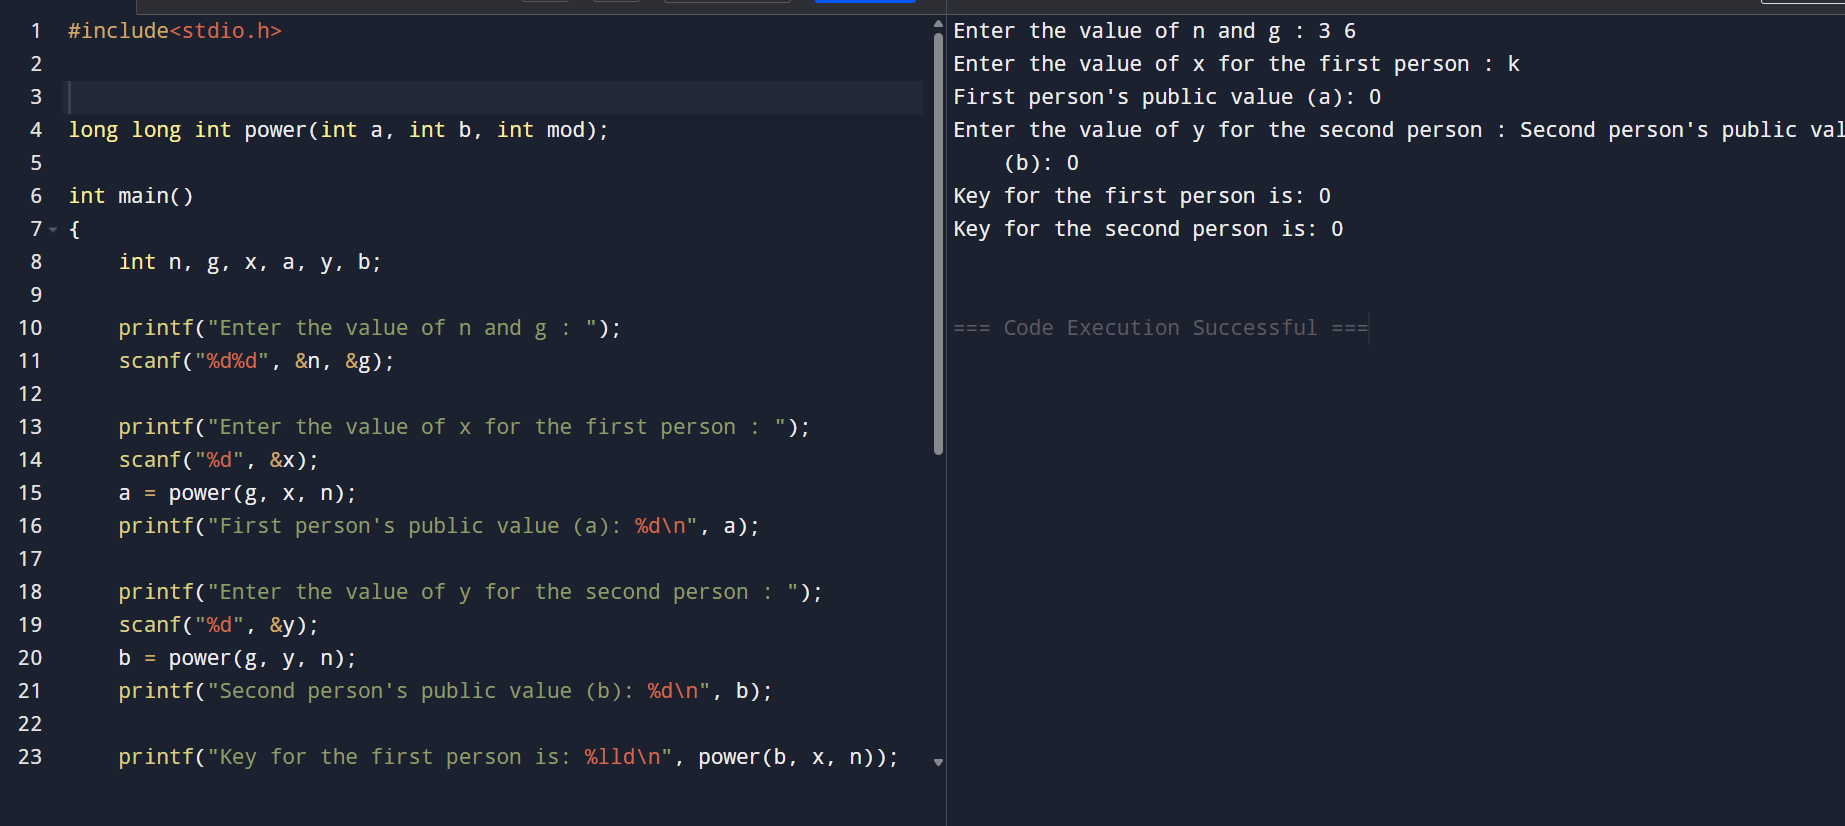 1 #include<stdio.h>
2
3
4 long long int power(int a, int b, int mod);
5
6 int main()
7 {
8     int n, g, x, a, y, b;
9
10     printf("Enter the value of n and g : ");
11     scanf("%d%d", &n, &g);
12
13     printf("Enter the value of x for the first person : ");
14     scanf("%d", &x);
15     a = power(g, x, n);
16     printf("First person's public value (a): %d\n", a);
17
18     printf("Enter the value of y for the second person : ");
19     scanf("%d", &y);
20     b = power(g, y, n);
21     printf("Second person's public value (b): %d\n", b);
22
23     printf("Key for the first person is: %lld\n", power(b, x, n));
Enter the value of n and g : 3 6
Enter the value of x for the first person : k
First person's public value (a): 0
Enter the value of y for the second person : Second person's public val
    (b): 0
Key for the first person is: 0
Key for the second person is: 0
=== Code Execution Successful ===